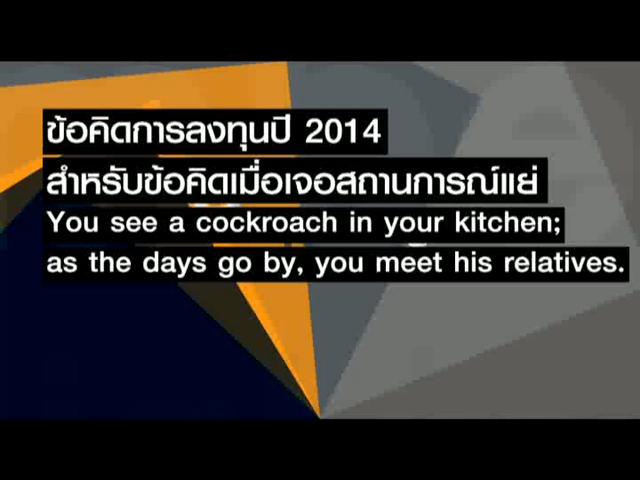 ข้อคิดการลงทุนปี 2014
สำหรับข้อคิดเมื่อเจอสถานการณ์แย่
You see a cockroach in your kitchen;
as the days go by, you meet his relatives.